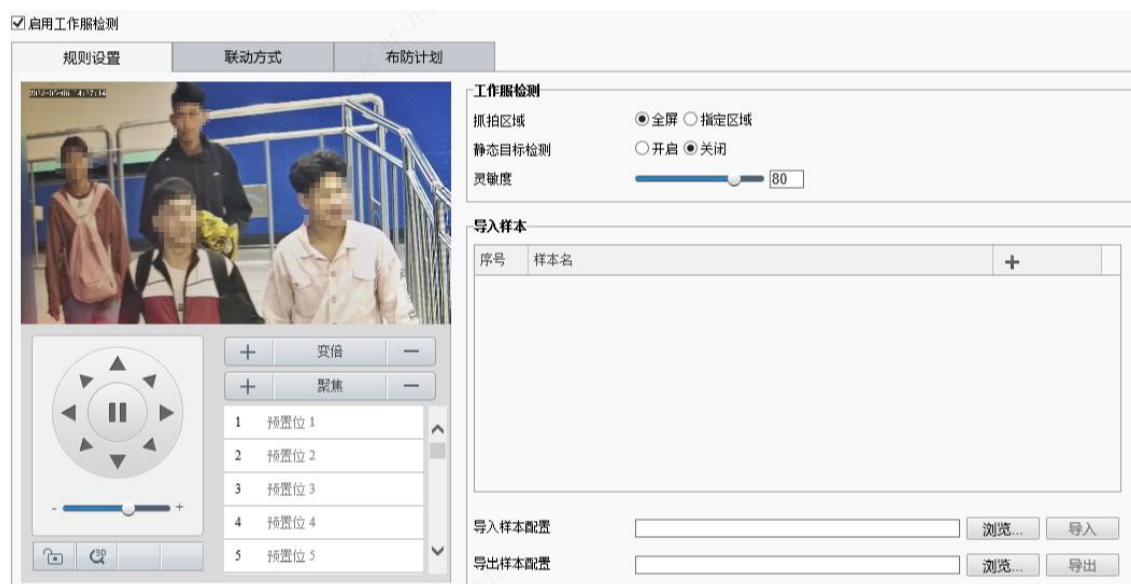 启用工作服检测
规则设置 联动方式 布防计划
工作服检测
抓拍区域 全屏 指定区域
静态目标检测 开启 关闭
灵敏度 80
导入样本
序号 样本名 +
+ 变倍 —
+ 聚焦 —
1 预置位 1
2 预置位 2
3 预置位 3
4 预置位 4
5 预置位 5
- +
3D
导入样本配置 浏览... 导入
导出样本配置 浏览... 导出